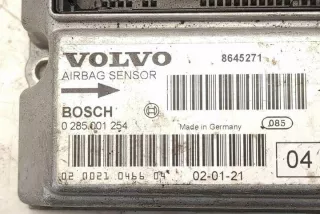 VOLVO
8645271
AIRBAG SENSOR
BOSCH
0 285 001 254
Made in Germany
085
04
02 0021 0466 04
02-01-21